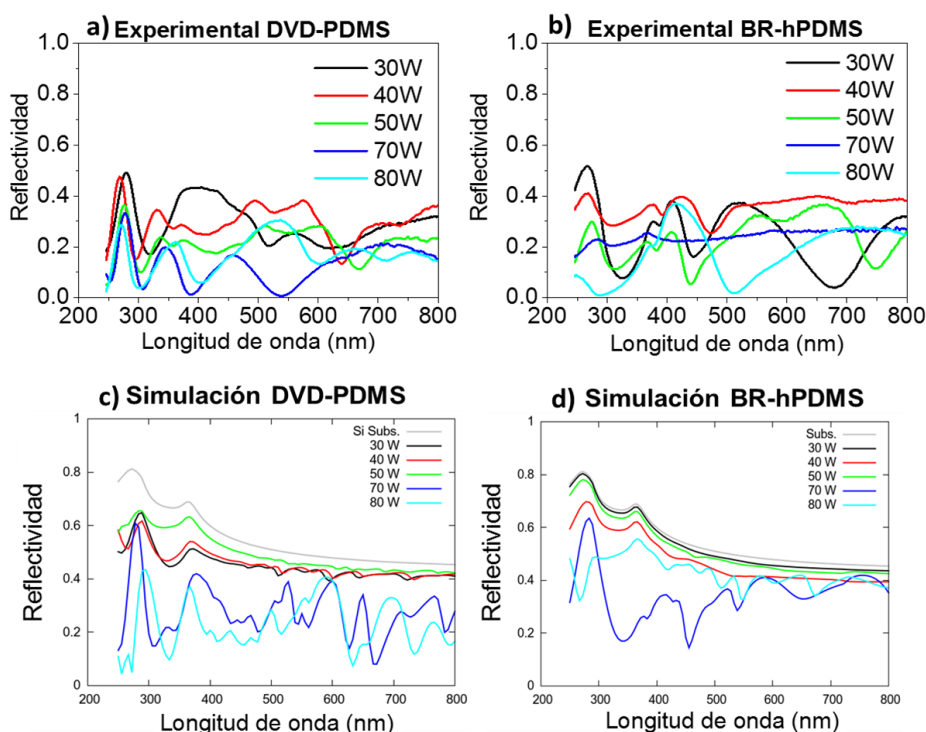 a) Experimental DVD-PDMS
1.0
0.8
0.6
0.4
0.2
0.0
Reflectividad
30W
40W
50W
70W
80W
200 300 400 500 600 700 800
Longitud de onda (nm)
b) Experimental BR-hPDMS
1.0
0.8
0.6
0.4
0.2
0.0
Reflectividad
30W
40W
50W
70W
80W
200 300 400 500 600 700 800
Longitud de onda (nm)
c) Simulación DVD-PDMS
1
0.8
0.6
0.4
0.2
0
Reflectividad
Si Subs.
30 W
40 W
50 W
70 W
80 W
200 300 400 500 600 700 800
Longitud de onda (nm)
d) Simulación BR-hPDMS
1
0.8
0.6
0.4
0.2
0
Reflectividad
Subs.
30 W
40 W
50 W
70 W
80 W
200 300 400 500 600 700 800
Longitud de onda (nm)